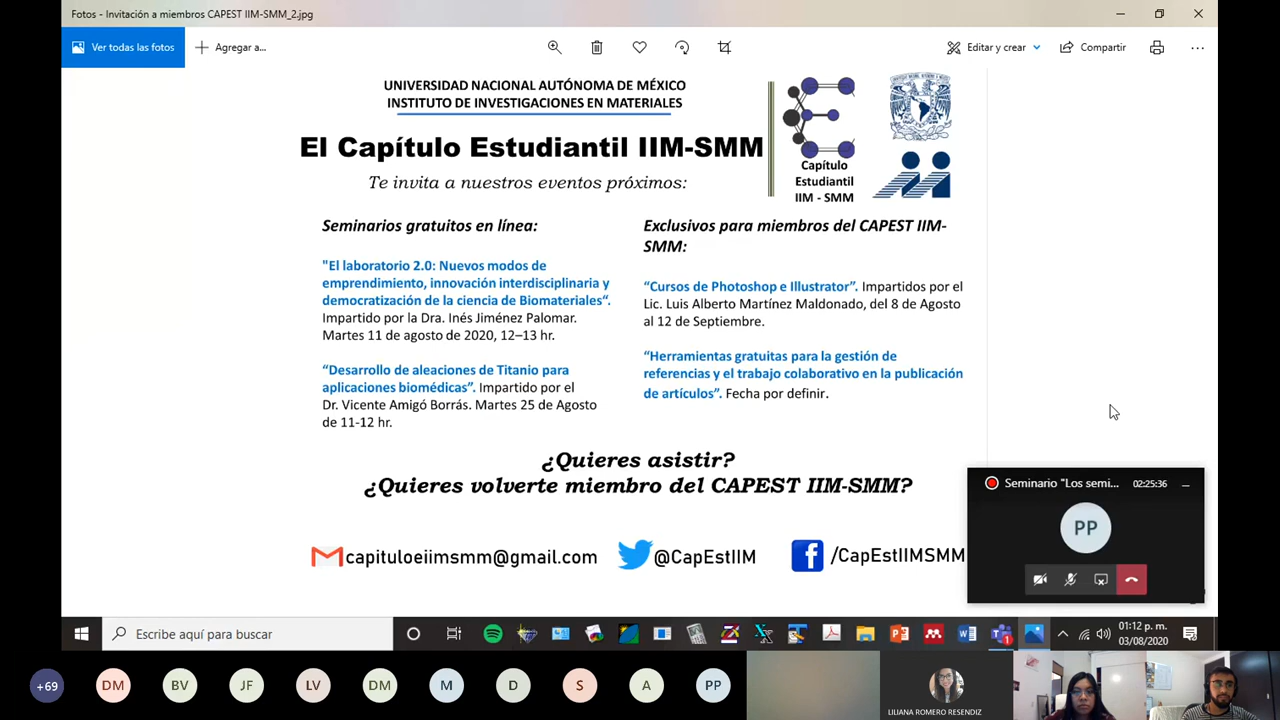 Fotos - Invitación a miembros CAPEST IIM-SMM_2.jpg
Ver todas las fotos
Agregar a...
Editar y crear
Compartir
UNIVERSIDAD NACIONAL AUTÓNOMA DE MÉXICO
INSTITUTO DE INVESTIGACIONES EN MATERIALES
El Capítulo Estudiantil IIM-SMM
Te invita a nuestros eventos próximos:
Capítulo
Estudiantil
IIM - SMM
Seminarios gratuitos en línea:
"El laboratorio 2.0: Nuevos modos de
emprendimiento, innovación interdisciplinaria y
democratización de la ciencia de Biomateriales“.
Impartido por la Dra. Inés Jiménez Palomar.
Martes 11 de agosto de 2020, 12–13 hr.
“Desarrollo de aleaciones de Titanio para
aplicaciones biomédicas”. Impartido por el
Dr. Vicente Amigó Borrás. Martes 25 de Agosto
de 11-12 hr.
Exclusivos para miembros del CAPEST IIM-
SMM:
“Cursos de Photoshop e Illustrator”. Impartidos por el
Lic. Luis Alberto Martínez Maldonado, del 8 de Agosto
al 12 de Septiembre.
“Herramientas gratuitas para la gestión de
referencias y el trabajo colaborativo en la publicación
de artículos”. Fecha por definir.
¿Quieres asistir?
¿Quieres volverte miembro del CAPEST IIM-SMM?
capituloeiimsmm@gmail.com
@CapEstIIM
/CapEstIIMSMM
Seminario "Los semi...
02:25:36
PP
Escribe aquí para buscar
01:12 p. m.
03/08/2020
+69
DM
BV
JF
LV
DM
M
D
S
A
PP
LILIANA ROMERO RESENDIZ